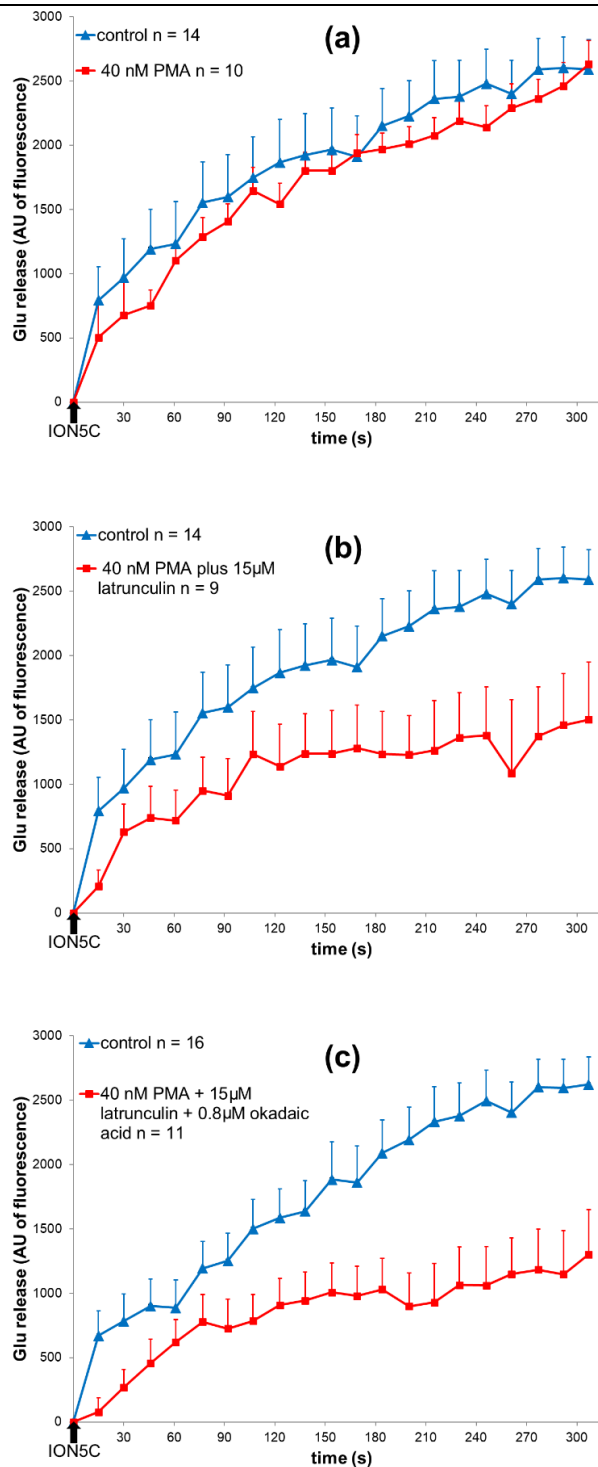 3000
control n = 14
(a)
40 nM PMA n = 10
2500
2000
1500
1000
500
0
Glu release (AU of fluorescence)
30 60 90 120 150 180 210 240 270 300
ION5C
time (s)
3000
control n = 14
(b)
40 nM PMA plus 15µM
latrunculin n = 9
2500
2000
1500
1000
500
0
Glu release (AU of fluorescence)
30 60 90 120 150 180 210 240 270 300
ION5C
time (s)
3000
control n = 16
(c)
40 nM PMA + 15µM
latrunculin + 0.8µM okadaic
acid n = 11
2500
2000
1500
1000
500
0
Glu release (AU of fluorescence)
30 60 90 120 150 180 210 240 270 300
ION5C
time (s)